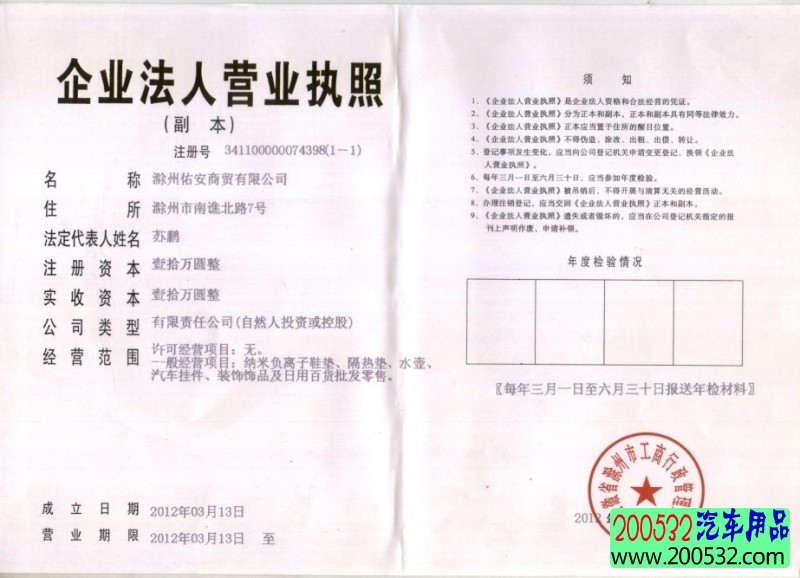 企业法人营业执照
(副 本)
注册号 341100000074398(1-1)
名 称 滁州佑安商贸有限公司
住 所 滁州市南谯北路7号
法定代表人姓名 苏鹏
注 册 资 本 壹拾万圆整
实 收 资 本 壹拾万圆整
公 司 类 型 有限责任公司(自然人投资或控股)
经 营 范 围 许可经营项目：无。
一般经营项目：纳米负离子鞋垫、隔热垫、水壶、
汽车挂件、装饰饰品及日用百货批发零售。
成 立 日 期 2012年03月13日
营 业 期 限 2012年03月13日 至
须 知
1、《企业法人营业执照》是企业法人资格和合法经营的凭证。
2、《企业法人营业执照》分为正本和副本，正本和副本具有同等法律效力。
3、《企业法人营业执照》正本应当置于住所的醒目位置。
4、《企业法人营业执照》不得伪造、涂改、出租、出借、转让。
5、登记事项发生变化，应当向公司登记机关申请变更登记，换领《企业法
人营业执照》。
6、每年三月一日至六月三十日，应当参加年度检验。
7、《企业法人营业执照》被吊销后，不得开展与清算无关的经营活动。
8、办理注销登记，应当交回《企业法人营业执照》正本和副本。
9、《企业法人营业执照》遗失或者毁坏的，应当在公司登记机关指定的报
刊上声明作废，申请补领。
年度检验情况
〖每年三月一日至六月三十日报送年检材料〗
徽省滁州市工商行政管理
2012
200532汽车用品
www.200532.com